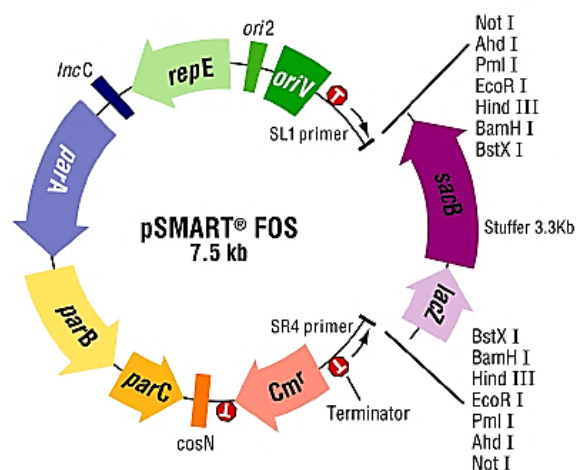 Not I
Ahd I
Pml I
EcoR I
Hind III
BamH I
BstX I
ori2
IncC
repE
oriV
T
SL1 primer
parA
sacB
pSMART® FOS
7.5 kb
Stuffer 3.3Kb
lacZ
parB
SR4 primer
BstX I
BamH I
Hind III
EcoR I
Pml I
Ahd I
Not I
parC
Cmr
T
T
Terminator
cosN